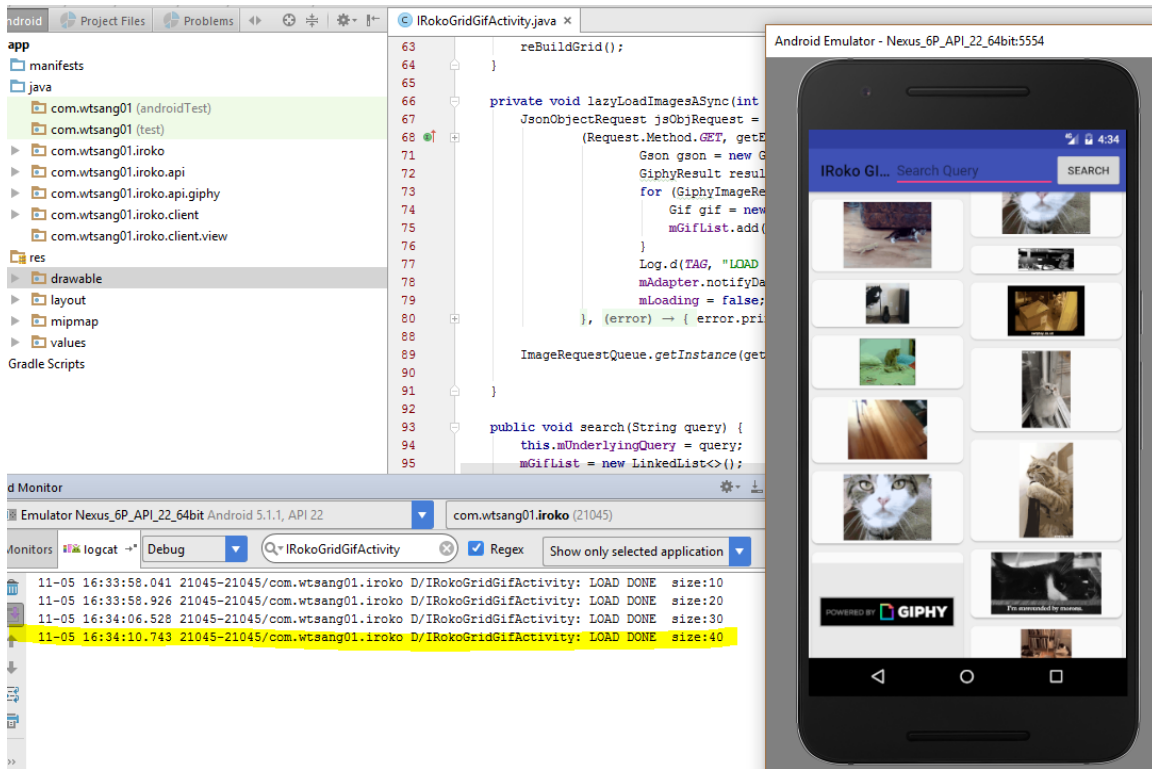 ndroid Project Files Problems
app
manifests
java
com.wtsang01 (androidTest)
com.wtsang01 (test)
com.wtsang01.iroko
com.wtsang01.iroko.api
com.wtsang01.iroko.api.giphy
com.wtsang01.iroko.client
com.wtsang01.iroko.client.view
res
drawable
layout
mipmap
values
Gradle Scripts
IRokoGridGifActivity.java ×
63 reBuildGrid();
64 }
65
66 private void lazyLoadImagesASync(int
67 JsonObjectRequest jsObjRequest =
68 (Request.Method.GET, getE
71 Gson gson = new G
72 GiphyResult resul
73 for (GiphyImageRe
74 Gif gif = new
75 mGifList.add(
76 }
77 Log.d(TAG, "LOAD
78 mAdapter.notifyDa
79 mLoading = false;
80 }, (error) → { error.prin
88
89 ImageRequestQueue.getInstance(get
90
91 }
92
93 public void search(String query) {
94 this.mUnderlyingQuery = query;
95 mGifList = new LinkedList<>();
d Monitor
Emulator Nexus_6P_API_22_64bit Android 5.1.1, API 22
com.wtsang01.iroko (21045)
Monitors logcat Debug IRokoGridGifActivity Regex Show only selected application
11-05 16:33:58.041 21045-21045/com.wtsang01.iroko D/IRokoGridGifActivity: LOAD DONE size:10
11-05 16:33:58.926 21045-21045/com.wtsang01.iroko D/IRokoGridGifActivity: LOAD DONE size:20
11-05 16:34:06.528 21045-21045/com.wtsang01.iroko D/IRokoGridGifActivity: LOAD DONE size:30
11-05 16:34:10.743 21045-21045/com.wtsang01.iroko D/IRokoGridGifActivity: LOAD DONE size:40
Android Emulator - Nexus_6P_API_22_64bit:5554
4:34
IRoko GI... Search Query SEARCH
I'm surrounded by morons.
POWERED BY GIPHY